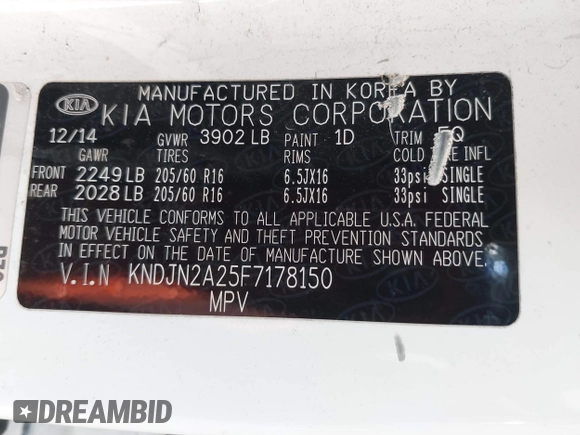 MANUFACTURED IN KOREA BY
KIA KIA MOTORS CORPORATION
12/14 GVWR 3902 LB PAINT 1D TRIM EQ
GAWR TIRES RIMS COLD INFL
FRONT 2249 LB 205/60 R16 6.5JX16 33psi SINGLE
REAR 2028 LB 205/60 R16 6.5JX16 33psi SINGLE
THIS VEHICLE CONFORMS TO ALL APPLICABLE U.S.A. FEDERAL
MOTOR VEHICLE SAFETY AND THEFT PREVENTION STANDARDS
IN EFFECT ON THE DATE OF MANUFACTURE SHOWN ABOVE.
V.I.N KNDJN2A25F7178150
MPV
DREAMBID